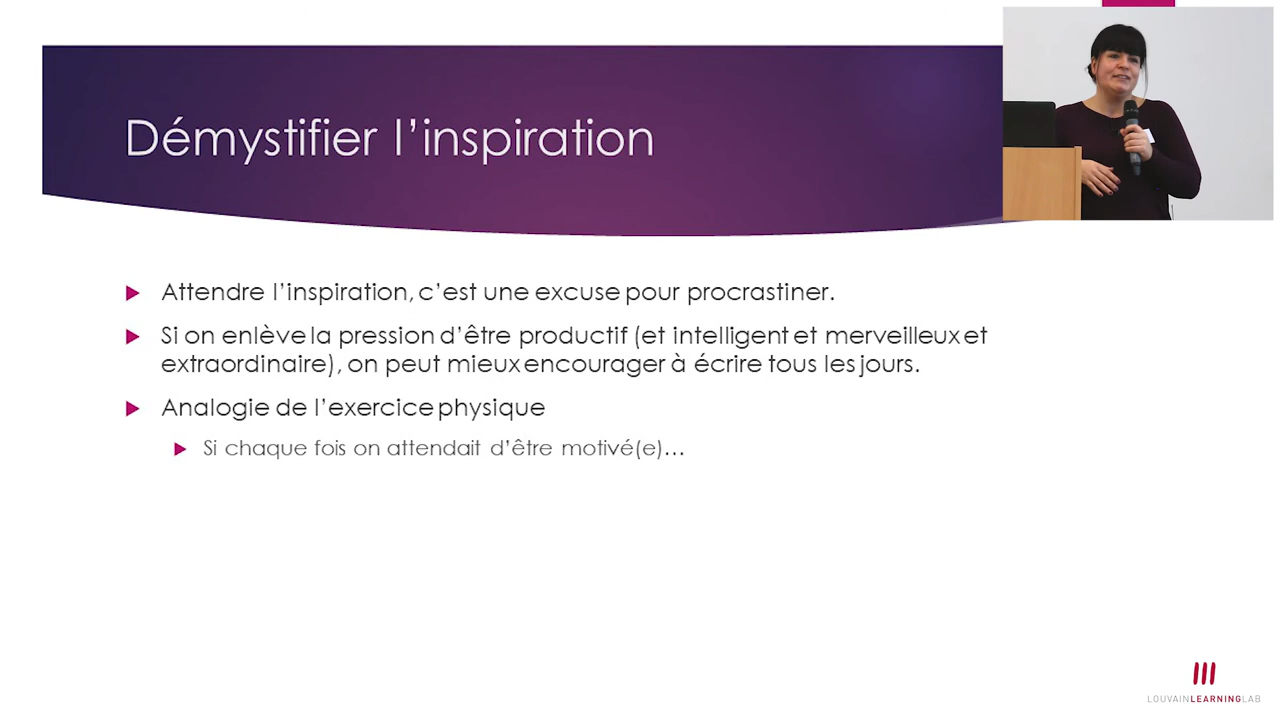 Démystifier l’inspiration
Attendre l’inspiration, c’est une excuse pour procrastiner.
Si on enlève la pression d’être productif (et intelligent et merveilleux et
extraordinaire), on peut mieux encourager à écrire tous les jours.
Analogie de l’exercice physique
Si chaque fois on attendait d’être motivé(e)…
LOUVAINLEARNINGLAB